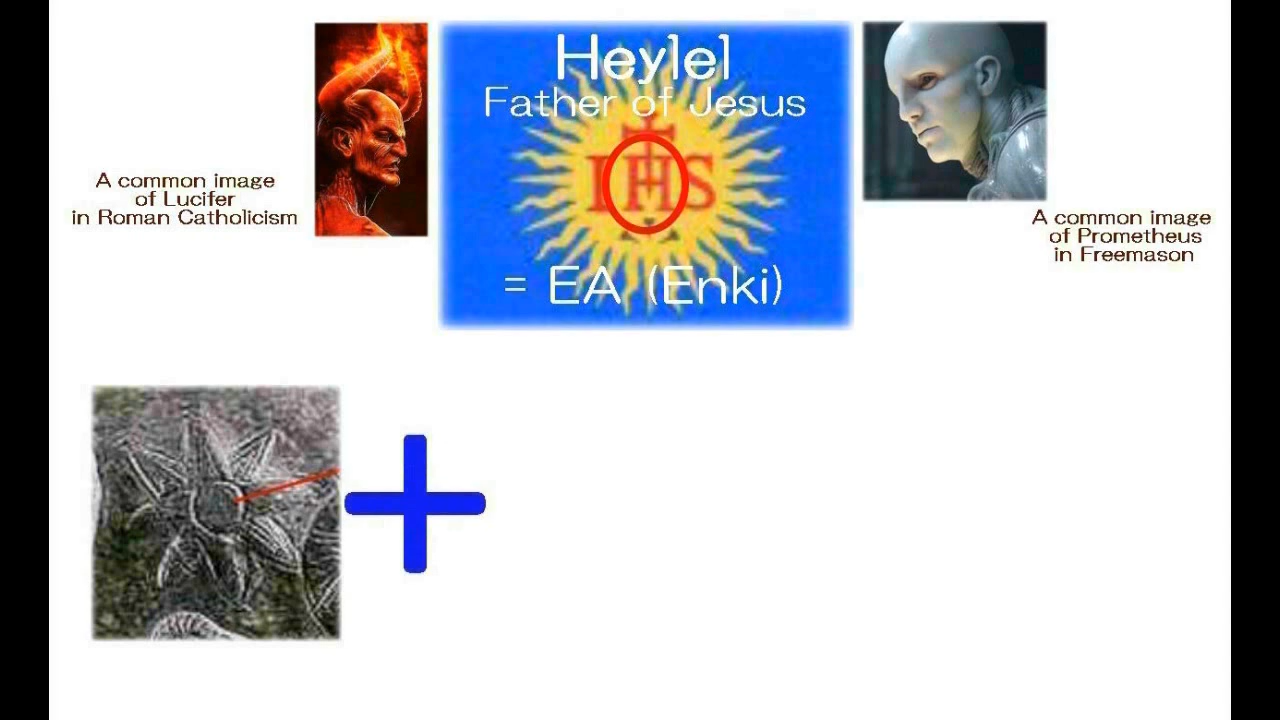 Heylel
Father of Jesus
IHS
= EA (Enki)
A common image
of Lucifer
in Roman Catholicism
A common image
of Prometheus
in Freemason